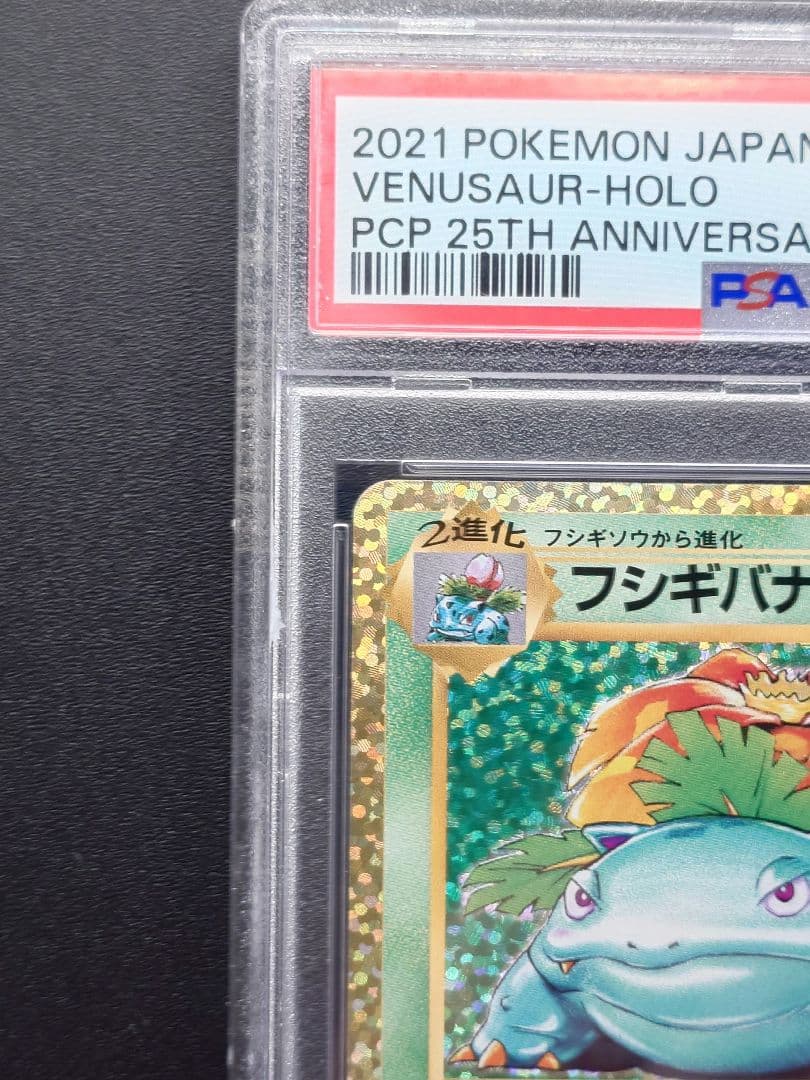 2021 POKEMON JAPAN
VENUSAUR-HOLO
PCP 25TH ANNIVERSA
PSA
2進化 フシギソウから進化
フシギバナ